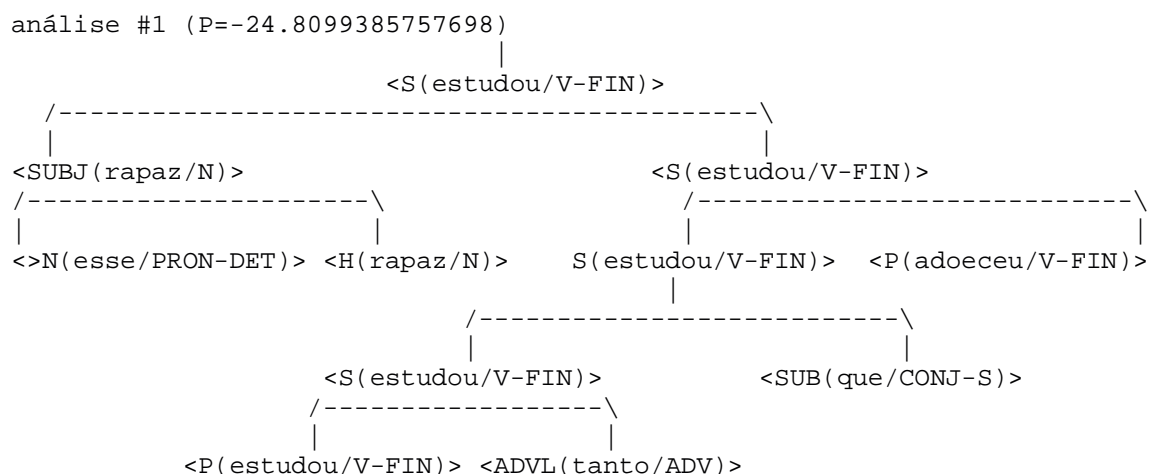 análise #1 (P=-24.8099385757698)
|
<S(estudou/V-FIN)>
/---------------------------------------------\
| |
<SUBJ(rapaz/N)> <S(estudou/V-FIN)>
/----------------------\ /----------------------------\
| | | |
<>N(esse/PRON-DET)> <H(rapaz/N)> S(estudou/V-FIN)> <P(adoeceu/V-FIN)>
|
/---------------------------\
| |
<S(estudou/V-FIN)> <SUB(que/CONJ-S)>
/------------------\
| |
<P(estudou/V-FIN)> <ADVL(tanto/ADV)>